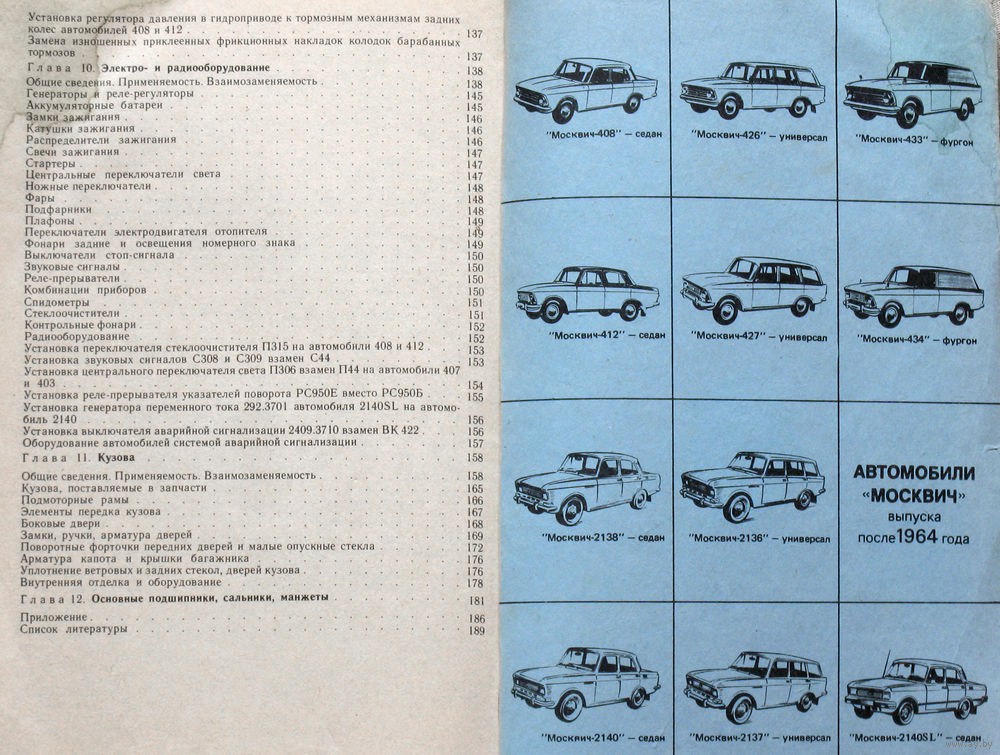 Установка регулятора давления в гидроприводе к тормозным механизмам задних
колес автомобилей 408 и 412 . 137
Замена изношенных приклеенных фрикционных накладок колодок барабанных
тормозов . 137
Глава 10. Электро- и радиооборудование . 138
Общие сведения. Применяемость. Взаимозаменяемость . 138
Генераторы и реле-регуляторы 145
Аккумуляторные батареи . 145
Замки зажигания . 146
Катушки зажигания . 146
Распределители зажигания . 146
Свечи зажигания . 147
Стартеры . 147
Центральные переключатели света 147
Ножные переключатели . 148
Фары 148
Подфарники 148
Плафоны . 149
Переключатели электродвигателя отопителя 149
Фонари задние и освещения номерного знака 149
Выключатели стоп-сигнала 150
Звуковые сигналы . 150
Реле-прерыватели . 150
Комбинации приборов 150
Спидометры 151
Стеклоочистители . 151
Контрольные фонари . 152
Радиооборудование 152
Установка переключателя стеклоочистителя П315 на автомобили 408 и 412 . 153
Установка звуковых сигналов С308 и С309 взамен С44 . 153
Установка центрального переключателя света П306 взамен П44 на автомобили 407
и 403 . 154
Установка реле-прерывателя указателей поворота РС950Е вместо РС950Б . 155
Установка генератора переменного тока 292.3701 автомобиля 2140SL на автомо-
биль 2140 156
Установка выключателя аварийной сигнализации 2409.3710 взамен ВК 422 . 156
Оборудование автомобилей системой аварийной сигнализации . 157
Глава 11. Кузова 158
Общие сведения. Применяемость. Взаимозаменяемость . 158
Кузова, поставляемые в запчасти . 165
Подмоторные рамы . 166
Элементы передка кузова . 167
Боковые двери . 168
Замки, ручки, арматура дверей 169
Поворотные форточки передних дверей и малые опускные стекла . 172
Арматура капота и крышки багажника 176
Уплотнение ветровых и задних стекол, дверей кузова . 176
Внутренняя отделка и оборудование . 178
Глава 12. Основные подшипники, сальники, манжеты . 181
Приложение . 186
Список литературы . 189
"Москвич-408" — седан
"Москвич-426" — универсал
"Москвич-433" — фургон
"Москвич-412" — седан
"Москвич-427" — универсал
"Москвич-434" — фургон
"Москвич-2138" — седан
"Москвич-2136" — универсал
АВТОМОБИЛИ
«МОСКВИЧ»
выпуска
после 1964 года
"Москвич-2140" — седан
"Москвич-2137" — универсал
"Москвич-2140SL" — седан
www.ay.by